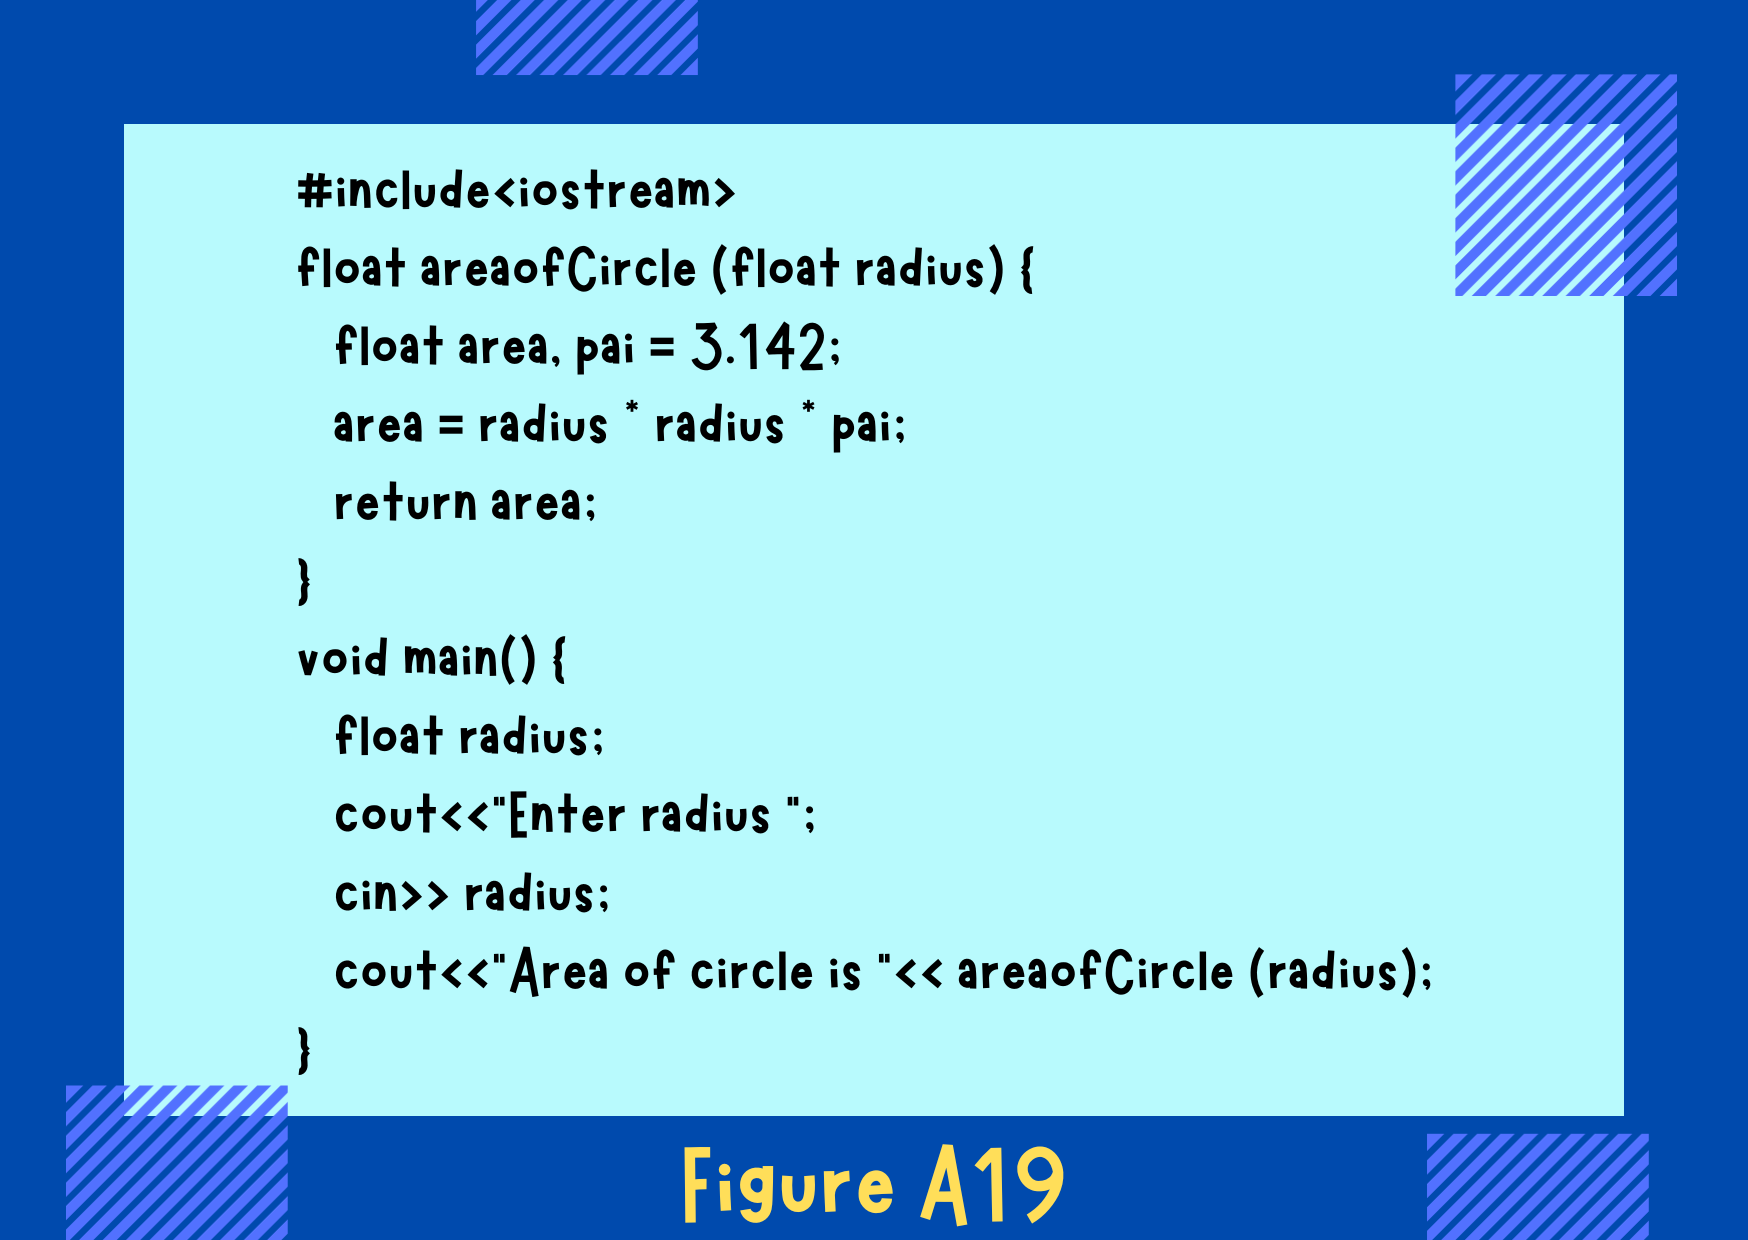 #include<iostream>
float areaofCircle (float radius) {
float area, pai = 3.142;
area = radius * radius * pai;
return area;
}
void main() {
float radius;
cout<<"Enter radius ";
cin>> radius;
cout<<"Area of circle is "<< areaofCircle (radius);
}
Figure A19